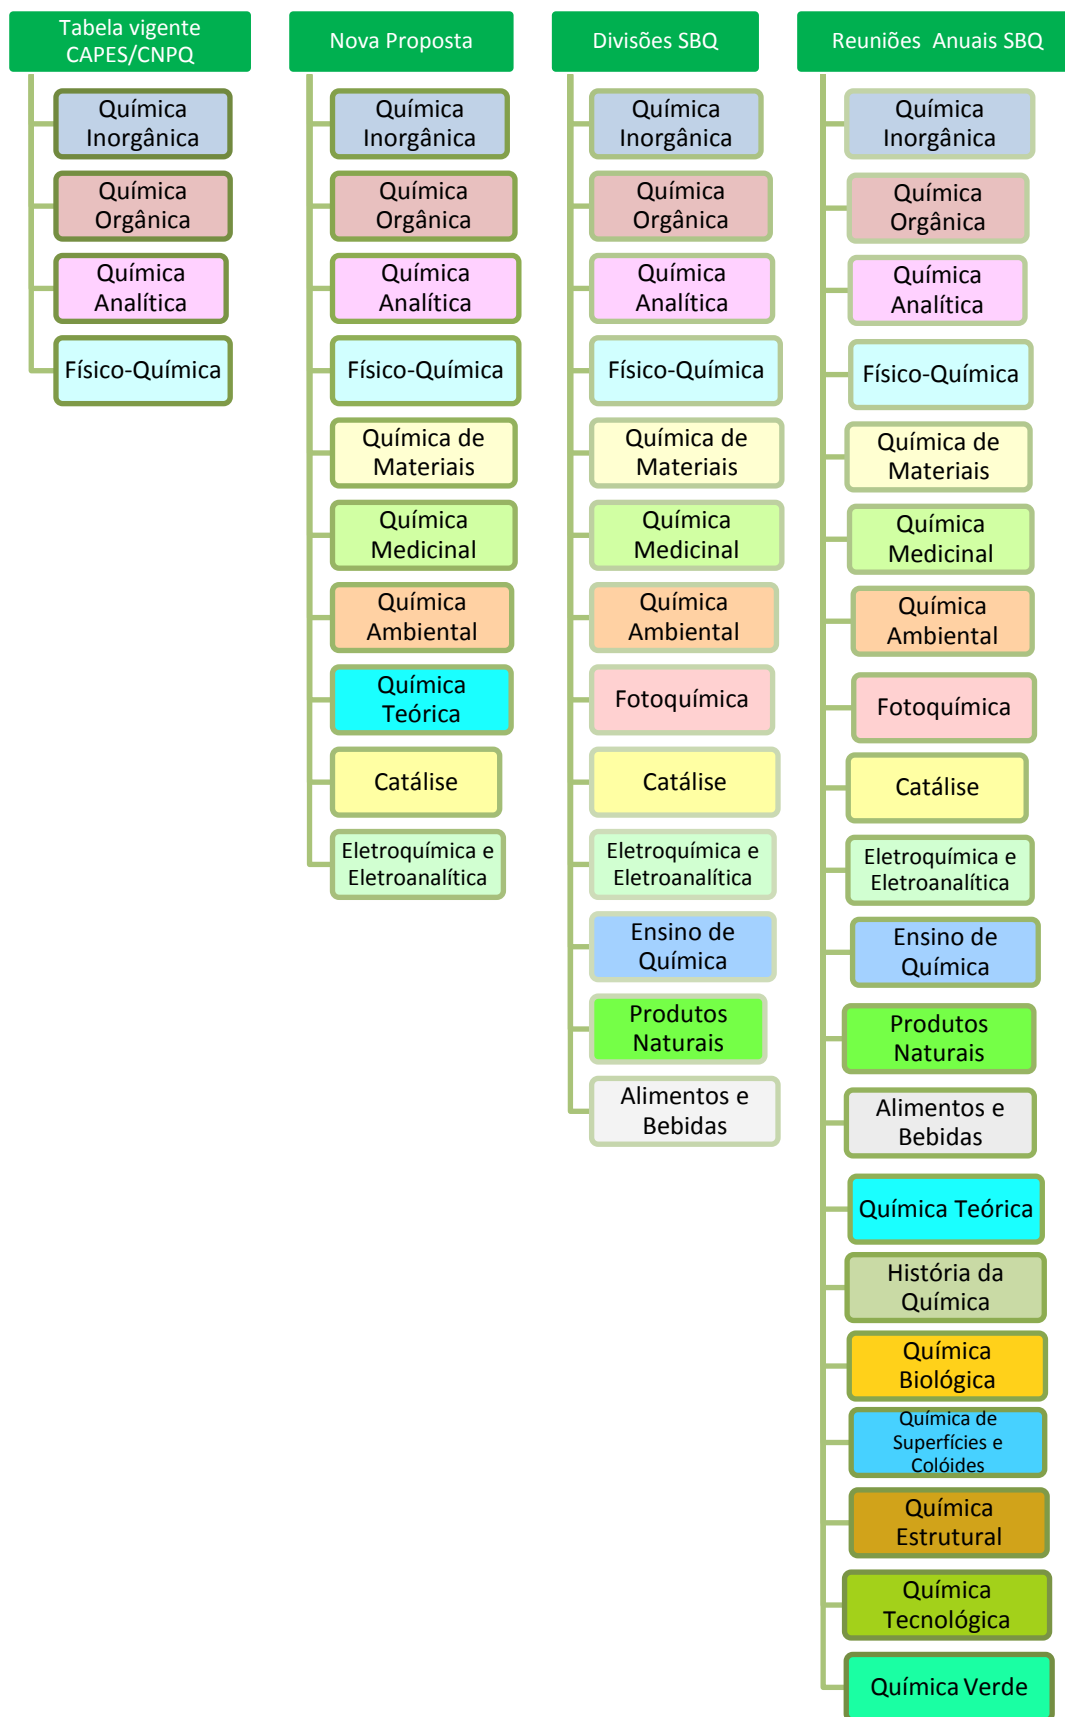 Tabela vigente
CAPES/CNPQ
Química
Inorgânica
Química
Orgânica
Química
Analítica
Físico-Química
Nova Proposta
Química
Inorgânica
Química
Orgânica
Química
Analítica
Físico-Química
Química de
Materiais
Química
Medicinal
Química
Ambiental
Química
Teórica
Catálise
Eletroquímica e
Eletroanalítica
Divisões SBQ
Química
Inorgânica
Química
Orgânica
Química
Analítica
Físico-Química
Química de
Materiais
Química
Medicinal
Química
Ambiental
Fotoquímica
Catálise
Eletroquímica e
Eletroanalítica
Ensino de
Química
Produtos
Naturais
Alimentos e
Bebidas
Reuniões Anuais SBQ
Química
Inorgânica
Química
Orgânica
Química
Analítica
Físico-Química
Química de
Materiais
Química
Medicinal
Química
Ambiental
Fotoquímica
Catálise
Eletroquímica e
Eletroanalítica
Ensino de
Química
Produtos
Naturais
Alimentos e
Bebidas
Química Teórica
História da
Química
Química
Biológica
Química de
Superfícies e
Colóides
Química
Estrutural
Química
Tecnológica
Química Verde